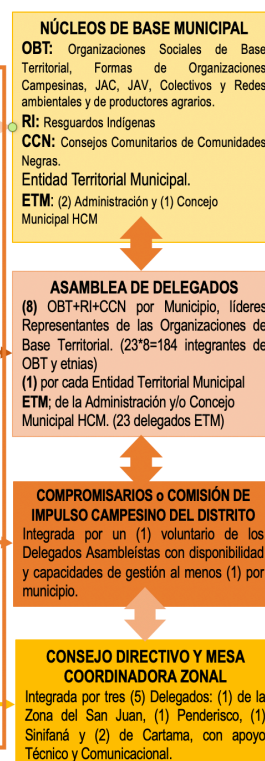 NÚCLEOS DE BASE MUNICIPAL
OBT: Organizaciones Sociales de Base
Territorial, Formas de Organizaciones
Campesinas, JAC, JAV, Colectivos y Redes
ambientales y de productores agrarios.
RI: Resguardos Indígenas
CCN: Consejos Comunitarios de Comunidades
Negras.
Entidad Territorial Municipal.
ETM: (2) Administración y (1) Concejo
Municipal HCM
ASAMBLEA DE DELEGADOS
(8) OBT+RI+CCN por Municipio, líderes
Representantes de las Organizaciones de
Base Territorial. (23*8=184 integrantes de
OBT y etnias)
(1) por cada Entidad Territorial Municipal
ETM; de la Administración y/o Concejo
Municipal HCM. (23 delegados ETM)
COMPROMISARIOS o COMISIÓN DE
IMPULSO CAMPESINO DEL DISTRITO
Integrada por un (1) voluntario de los
Delegados Asambleístas con disponibilidad
y capacidades de gestión al menos (1) por
municipio.
CONSEJO DIRECTIVO Y MESA
COORDINADORA ZONAL
Integrada por tres (5) Delegados: (1) de la
Zona del San Juan, (1) Penderisco, (1)
Sinifaná y (2) de Cartama, con apoyo
Técnico y Comunicacional.